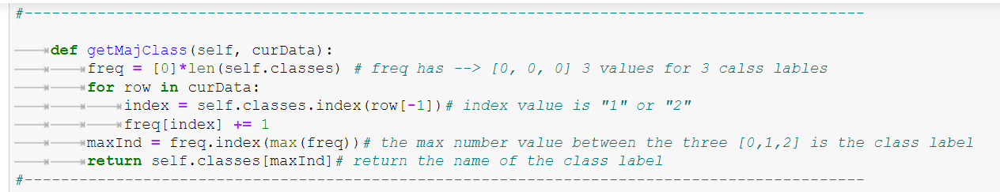 #-----------------------------------------------------------------------------------------
def getMajClass(self, curData):
freq = [0]*len(self.classes) # freq has --> [0, 0, 0] 3 values for 3 calss lables
for row in curData:
index = self.classes.index(row[-1])# index value is "1" or "2"
freq[index] += 1
maxInd = freq.index(max(freq))# the max number value between the three [0,1,2] is the class label
return self.classes[maxInd]# return the name of the class label
#-----------------------------------------------------------------------------------------